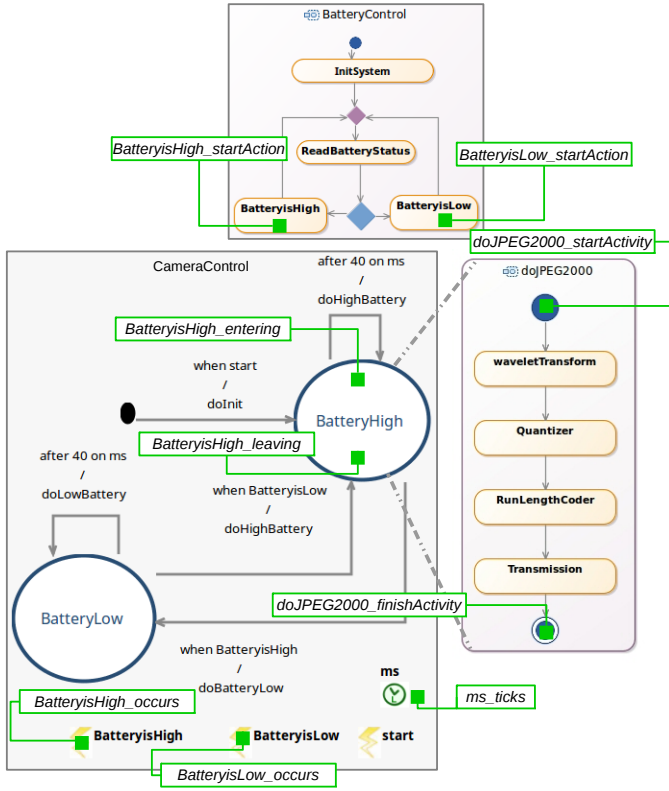 BatteryControl
InitSystem
ReadBatteryStatus
BatteryisHigh_startAction
BatteryisLow_startAction
BatteryisHigh
BatteryisLow
doJPEG2000_startActivity
CameraControl
after 40 on ms
/
doHighBattery
doJPEG2000
BatteryisHigh_entering
when start
/
doInit
waveletTransform
BatteryHigh
BatteryisHigh_leaving
Quantizer
after 40 on ms
/
doLowBattery
when BatteryisLow
/
doHighBattery
RunLengthCoder
Transmission
doJPEG2000_finishActivity
BatteryLow
when BatteryisHigh
/
doBatteryLow
ms
ms_ticks
BatteryisHigh_occurs
BatteryisHigh
BatteryisLow
start
BatteryisLow_occurs